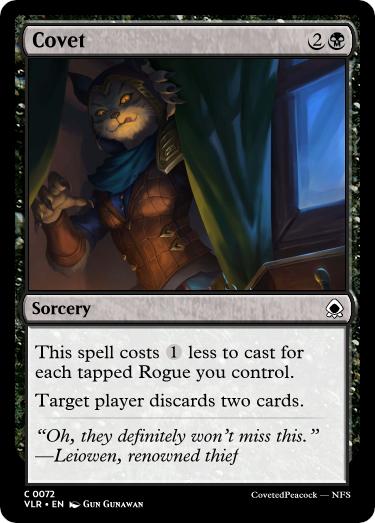 Covet 2
Sorcery
This spell costs 1 less to cast for
each tapped Rogue you control.
Target player discards two cards.
“Oh, they definitely won’t miss this.”
—Leiowen, renowned thief
C 0072
VLR • EN Gun Gunawan
CovetedPeacock — NFS